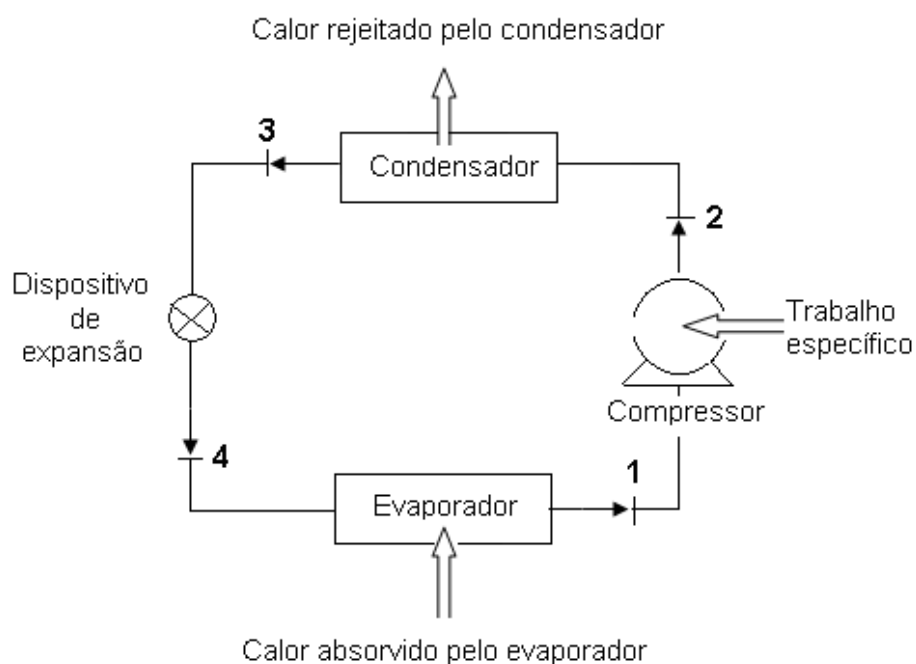 Calor rejeitado pelo condensador
3
Condensador
2
Dispositivo
de
expansão
Trabalho
específico
Compressor
4
1
Evaporador
Calor absorvido pelo evaporador